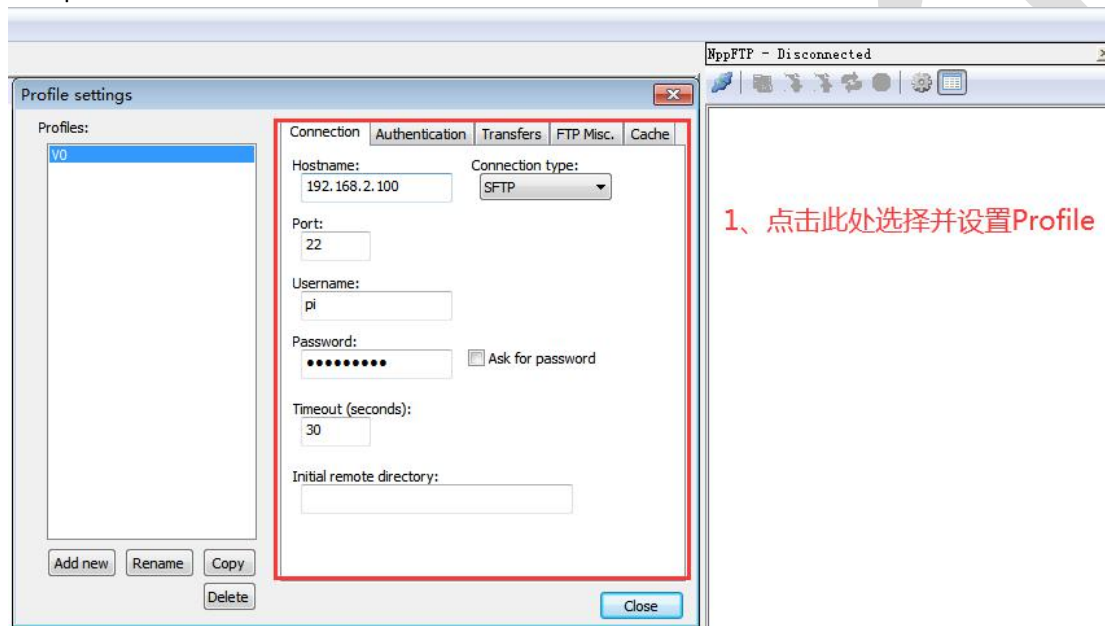 NppFTP - Disconnected
Profile settings
Profiles:
V0
Connection Authentication Transfers FTP Misc. Cache
Hostname: Connection type:
192.168.2.100 SFTP
Port:
22
Username:
pi
Password:
●●●●●●●●● Ask for password
Timeout (seconds):
30
Initial remote directory:
Add new Rename Copy
Delete
Close
1、点击此处选择并设置Profile